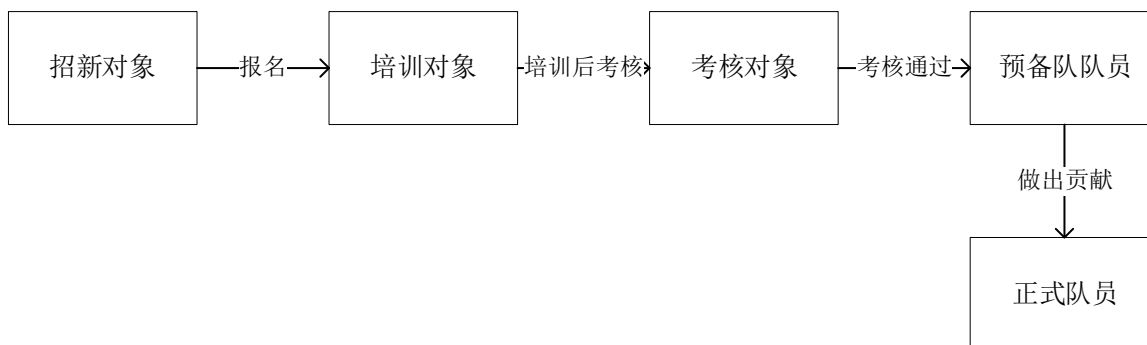 招新对象
报名
培训对象
培训后考核
考核对象
考核通过
预备队队员
做出贡献
正式队员